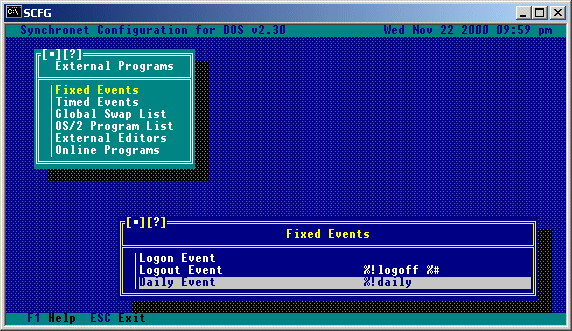 SCFG
Synchronet Configuration for DOS v2.30 Wed Nov 22 2000 09:59 pm
[■][?]
External Programs
Fixed Events
Timed Events
Global Swap List
OS/2 Program List
External Editors
Online Programs
[■][?]
Fixed Events
Logon Event
Logout Event %!logoff %#
Daily Event %!daily
F1 Help ESC Exit